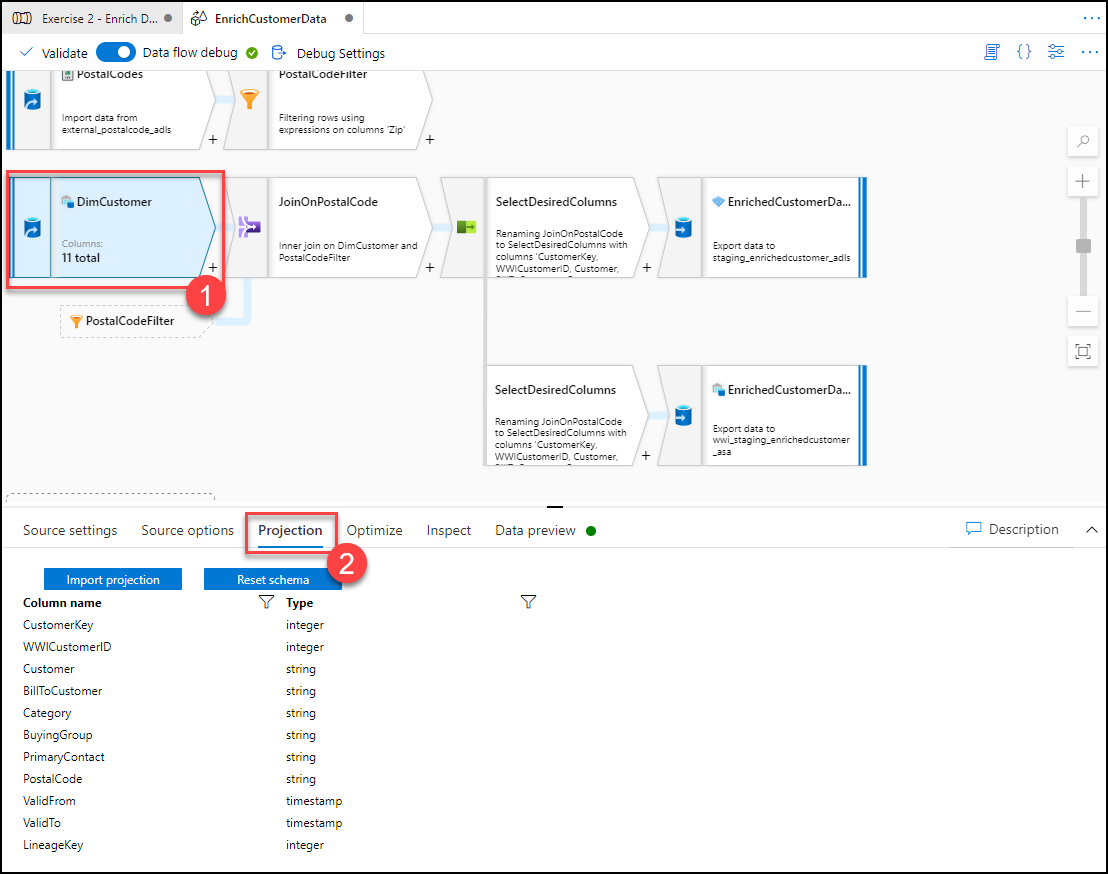 Exercise 2 - Enrich D...
EnrichCustomerData
Validate
Data flow debug
Debug Settings
PostalCodes
Import data from
external_postalcode_adls
+
PostalCodeFilter
Filtering rows using
expressions on columns 'Zip'
+
DimCustomer
Columns:
11 total
+
1
JoinOnPostalCode
Inner join on DimCustomer and
PostalCodeFilter
+
SelectDesiredColumns
Renaming JoinOnPostalCode
to SelectDesiredColumns with
columns 'CustomerKey,
WWICustomerID, Customer,
+
EnrichedCustomerDa...
Export data to
staging_enrichedcustomer_adls
PostalCodeFilter
SelectDesiredColumns
Renaming JoinOnPostalCode
to SelectDesiredColumns with
columns 'CustomerKey,
WWICustomerID, Customer,
+
EnrichedCustomerDa...
Export data to
wwi_staging_enrichedcustomer
_asa
Source settings
Source options
Projection
Optimize
Inspect
Data preview
Description
2
Import projection
Reset schema
Column name Type
CustomerKey integer
WWICustomerID integer
Customer string
BillToCustomer string
Category string
BuyingGroup string
PrimaryContact string
PostalCode string
ValidFrom timestamp
ValidTo timestamp
LineageKey integer